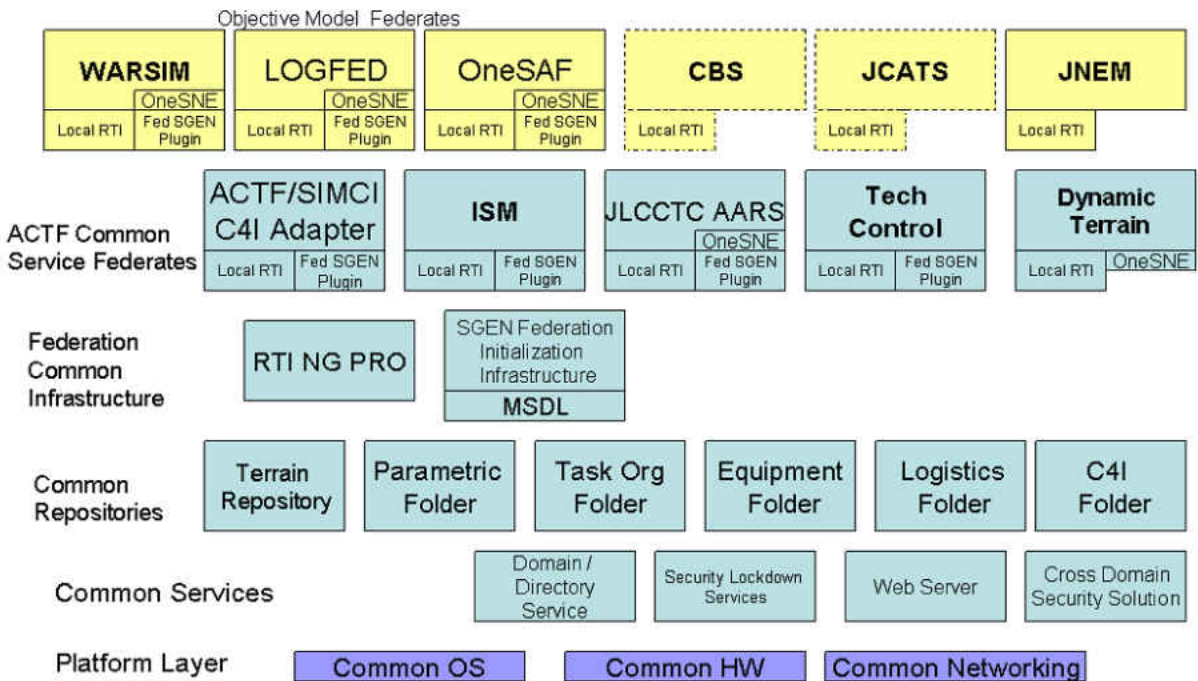 Objective Model Federates
WARSIM
OneSNE
Local RTI
Fed SGEN
Plugin
LOGFED
OneSNE
Local RTI
Fed SGEN
Plugin
OneSAF
OneSNE
Local RTI
Fed SGEN
Plugin
CBS
Local RTI
JCATS
Local RTI
JNEM
Local RTI
ACTF Common
Service Federates
ACTF/SIMCI
C4I Adapter
Local RTI
Fed SGEN
Plugin
ISM
Local RTI
Fed SGEN
Plugin
JLCCTC AARS
OneSNE
Local RTI
Fed SGEN
Plugin
Tech
Control
Local RTI
Fed SGEN
Plugin
Dynamic
Terrain
Local RTI
OneSNE
Federation
Common
Infrastructure
RTI NG PRO
SGEN Federation
Initialization
Infrastructure
MSDL
Common
Repositories
Terrain
Repository
Parametric
Folder
Task Org
Folder
Equipment
Folder
Logistics
Folder
C4I
Folder
Common Services
Domain /
Directory
Service
Security Lockdown
Services
Web Server
Cross Domain
Security Solution
Platform Layer
Common OS
Common HW
Common Networking